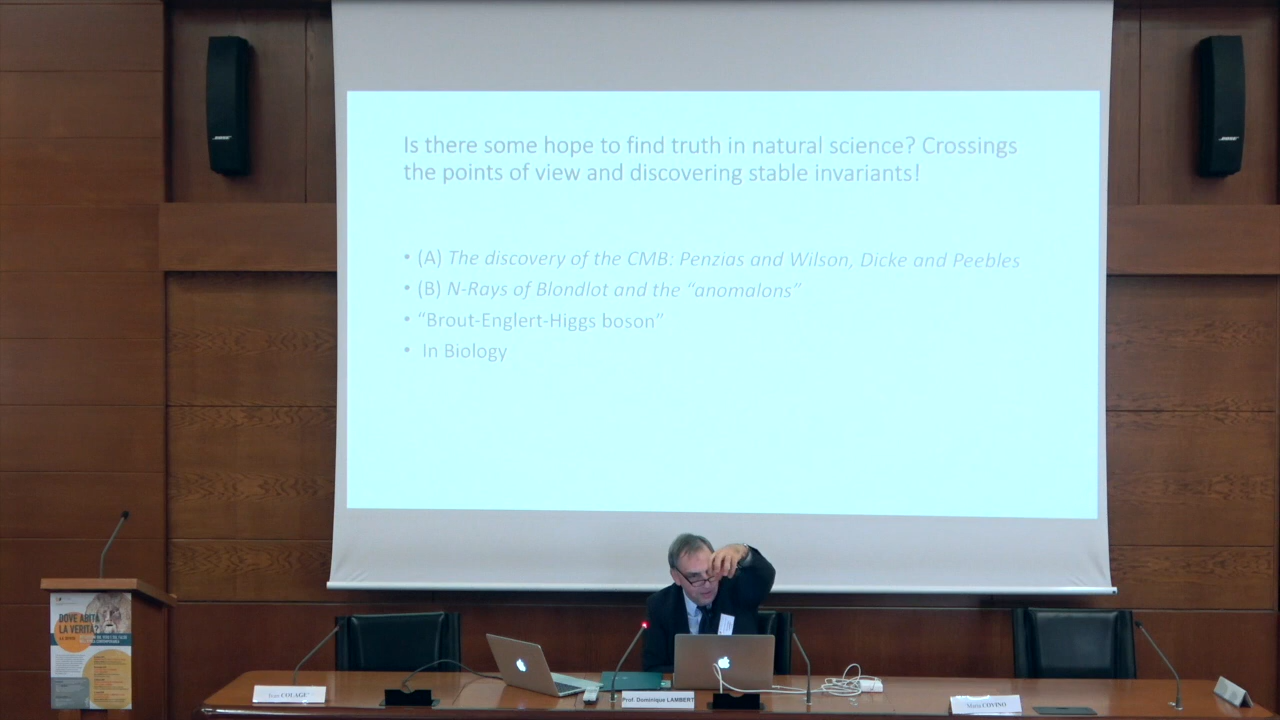 BOSE
BOSE
Is there some hope to find truth in natural science? Crossings
the points of view and discovering stable invariants!
• (A) The discovery of the CMB: Penzias and Wilson, Dicke and Peebles
• (B) N-Rays of Blondlot and the “anomalons”
• “Brout-Englert-Higgs boson”
• In Biology
DOVE ABITA
LA VERITÀ?
Prof. Dominique LAMBERT
COVINO